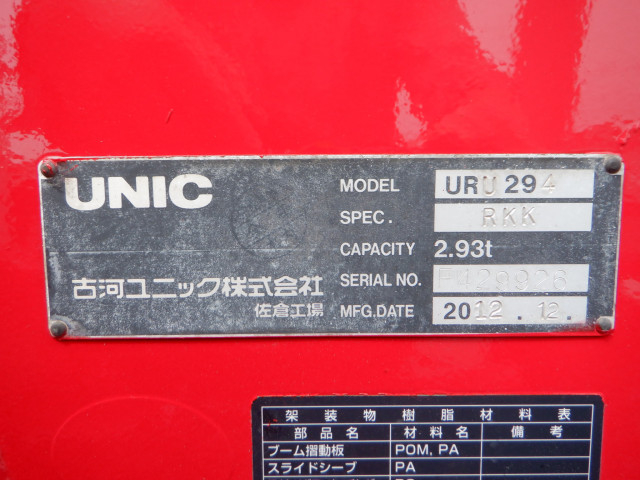 UNIC
MODEL URU294
SPEC. RKK
CAPACITY 2.93t
古河ユニック株式会社
佐倉工場
SERIAL NO.
MFG.DATE 2012.12.
架装物樹脂材料表
部品名 材料名 備考
ブーム摺動板 POM, PA
スライドシーブ PA